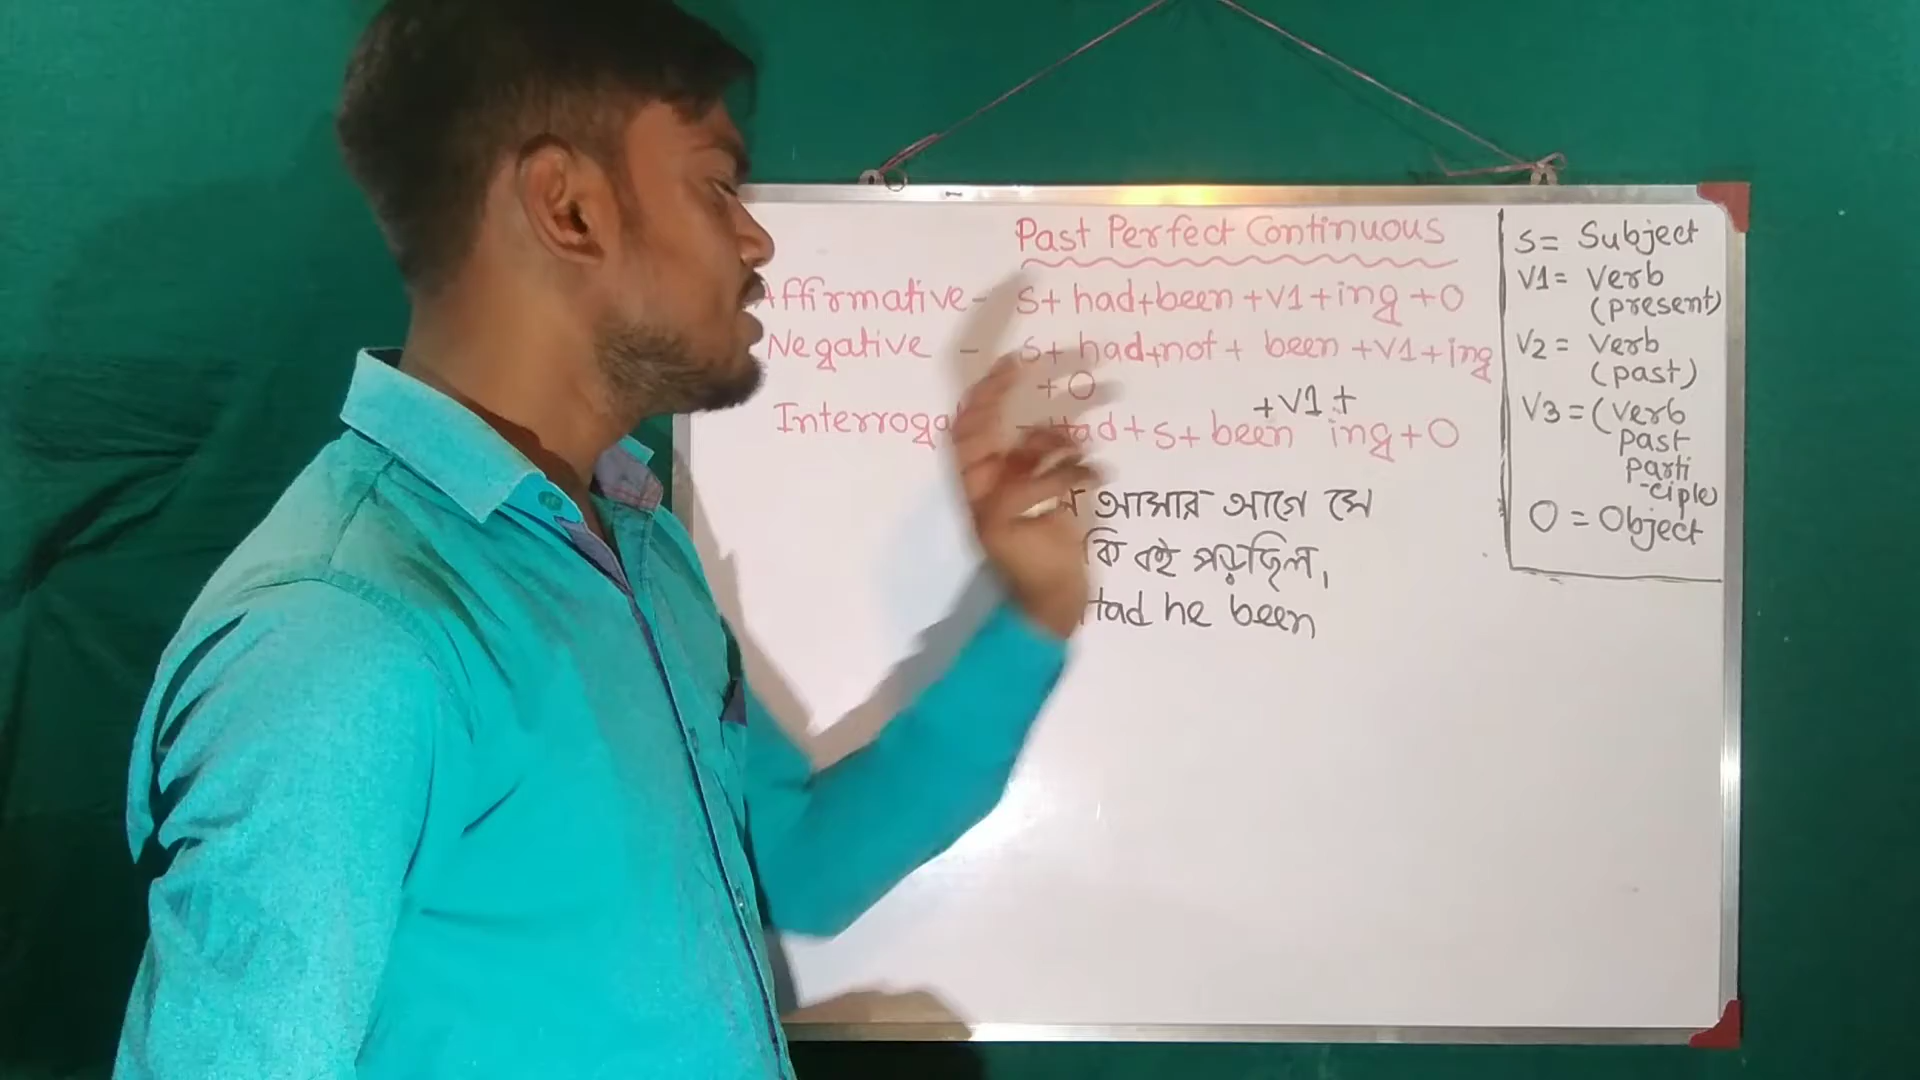 Past Perfect Continuous
Affirmative - S+ had+been +V1+ing +O
Negative - S+ had+not+ been +V1+ing
+O
+V1+
- Had+S+ been ing+O
আসার আগে সে
কি বই পড়ছিল,
Had he been
S= Subject
V1= Verb
(present)
V2= Verb
(past)
V3 =(Verb
past
parti
-ciple)
O = Object